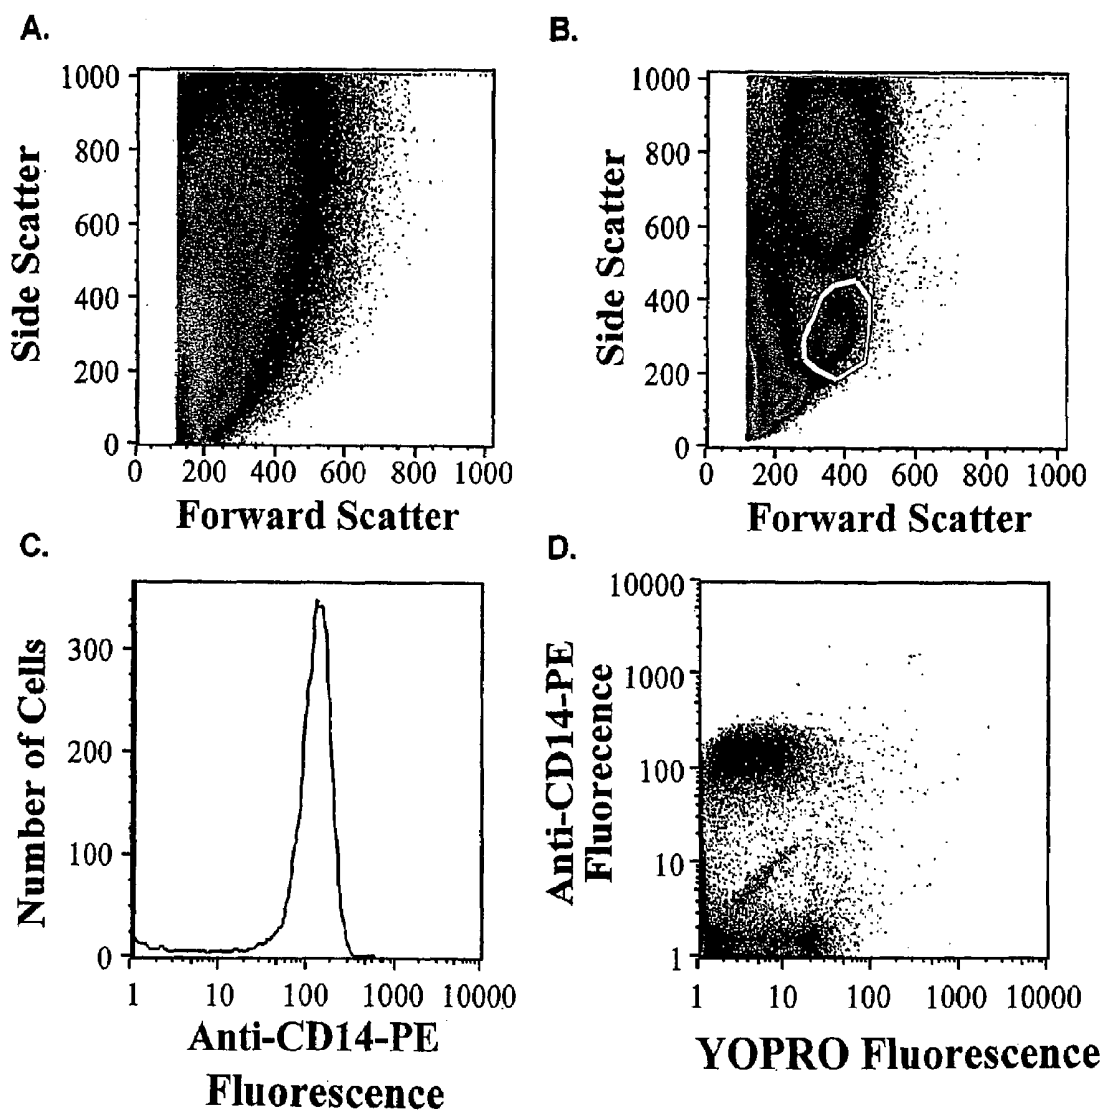 A.
B.
1000
800
600
400
200
0
Side Scatter
0 200 400 600 800 1000
Forward Scatter
1000
800
600
400
200
0
Side Scatter
0 200 400 600 800 1000
Forward Scatter
C.
D.
300
200
100
0
Number of Cells
1 10 100 1000 10000
Anti-CD14-PE
Fluorescence
10000
1000
100
10
1
Anti-CD14-PE
Fluorecence
1 10 100 1000 10000
YOPRO Fluorescence